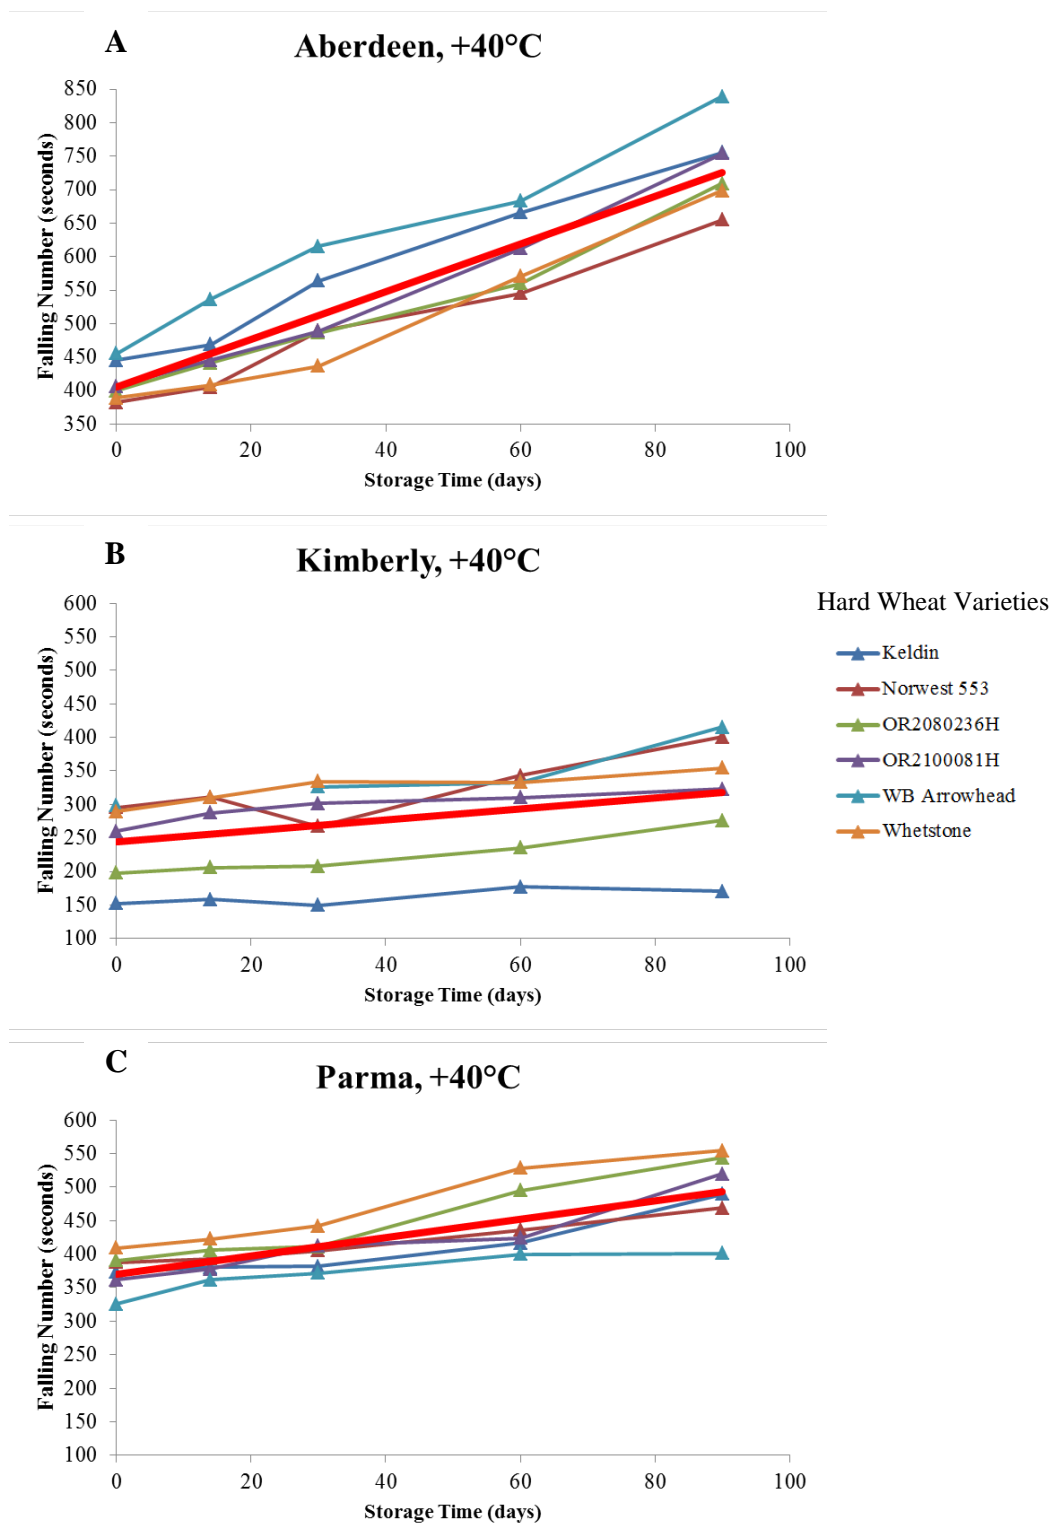 A
Aberdeen, +40°C
Falling Number (seconds)
850
800
750
700
650
600
550
500
450
400
350
0 20 40 60 80 100
Storage Time (days)
B
Kimberly, +40°C
Falling Number (seconds)
600
550
500
450
400
350
300
250
200
150
100
0 20 40 60 80 100
Storage Time (days)
Hard Wheat Varieties
Keldin
Norwest 553
OR2080236H
OR2100081H
WB Arrowhead
Whetstone
C
Parma, +40°C
Falling Number (seconds)
600
550
500
450
400
350
300
250
200
150
100
0 20 40 60 80 100
Storage Time (days)